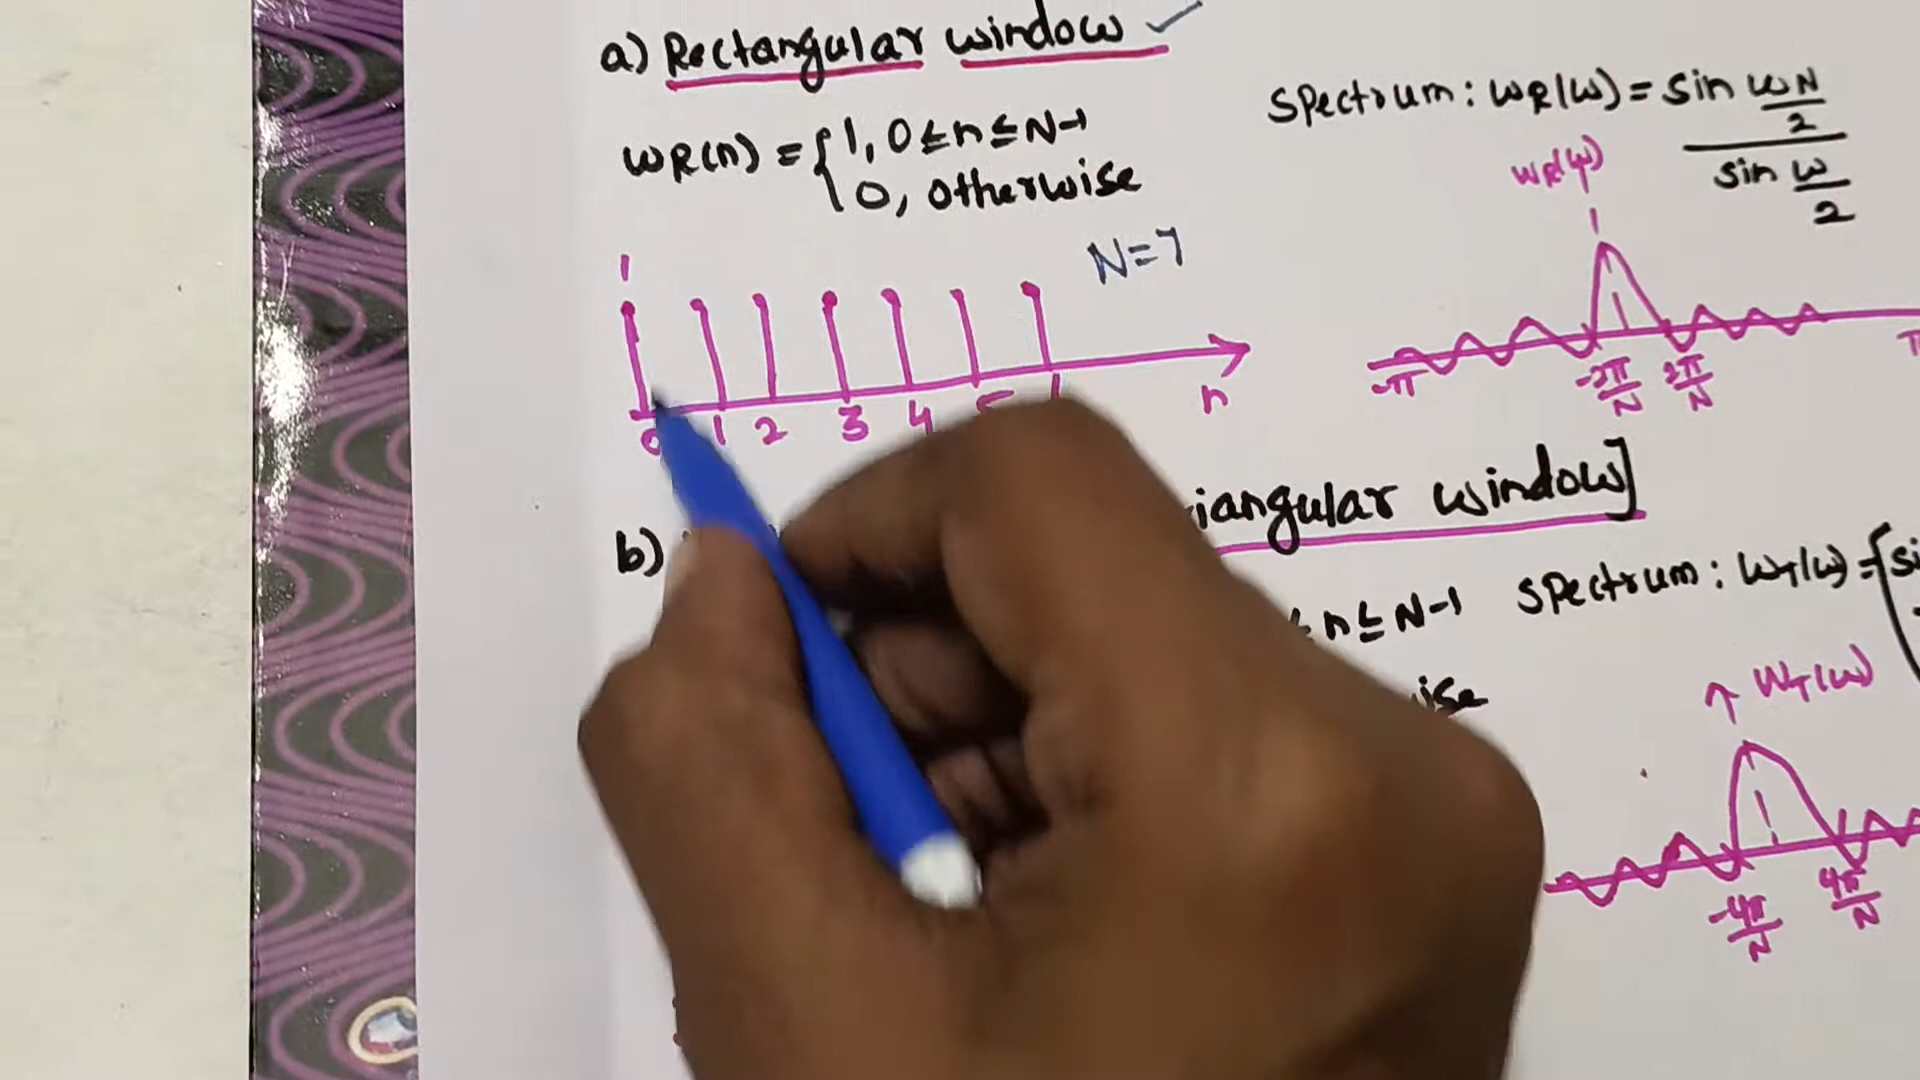 a) Rectangular window ✓
wR(n) = { 1, 0 ≤ n ≤ N-1
0, otherwise
Spectrum: WR(ω) = sin ωN/2
sin ω/2
WR(ω)
1
N=7
0 1 2 3 4 5
n
-π -2π/N 2π/N π
b)
iangular window]
≤ n ≤ N-1
Spectrum: WT(ω) = {
↑ WT(ω)
-4π/N 4π/N